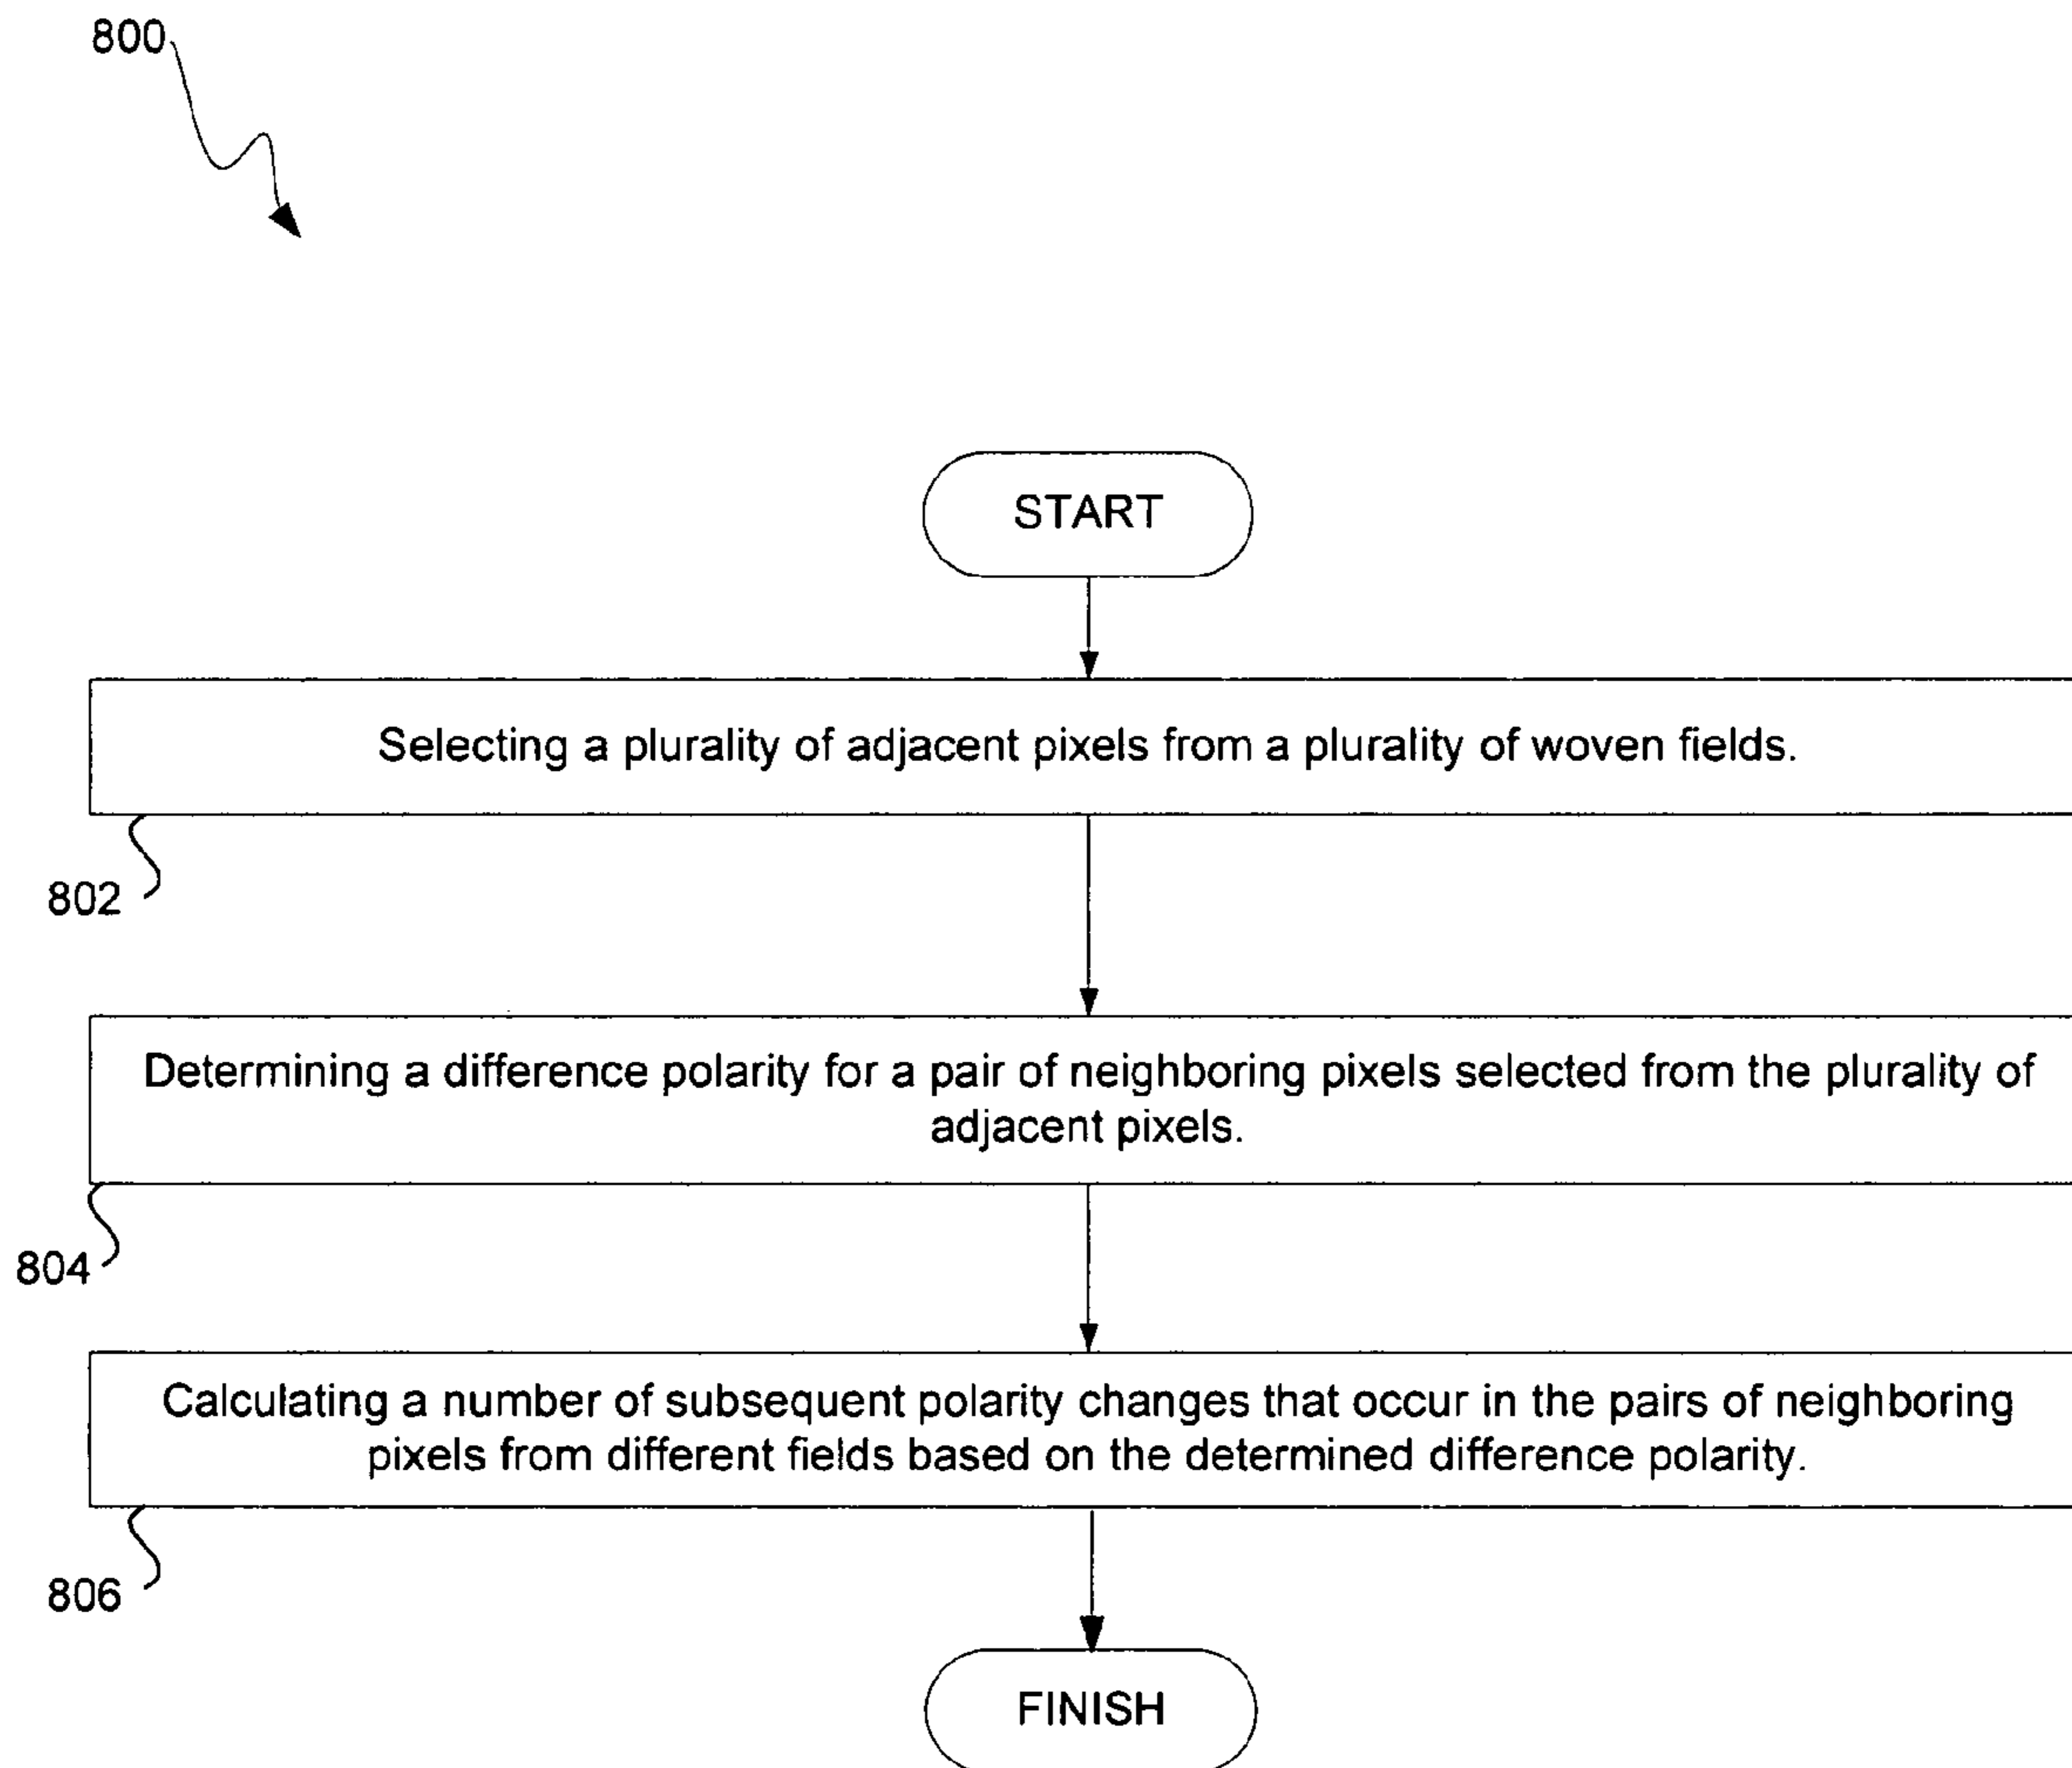 800
START
Selecting a plurality of adjacent pixels from a plurality of woven fields.
802
Determining a difference polarity for a pair of neighboring pixels selected from the plurality of
adjacent pixels.
804
Calculating a number of subsequent polarity changes that occur in the pairs of neighboring
pixels from different fields based on the determined difference polarity.
806
FINISH